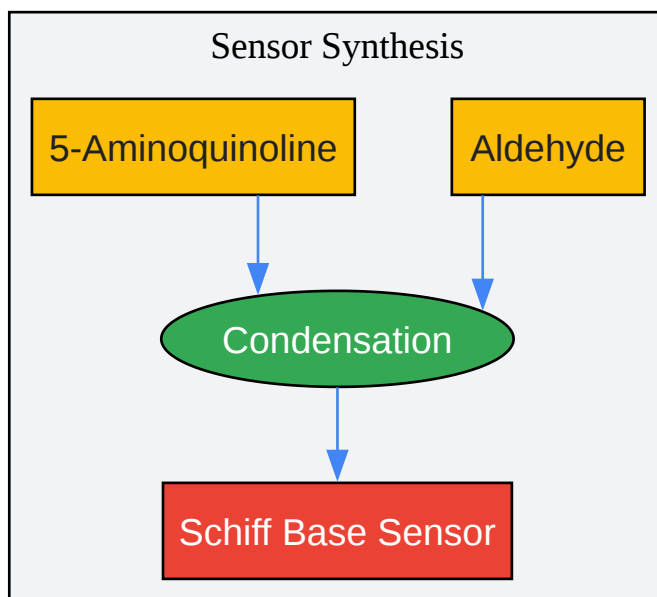 Sensor Synthesis
5-Aminoquinoline
Aldehyde
Condensation
Schiff Base Sensor